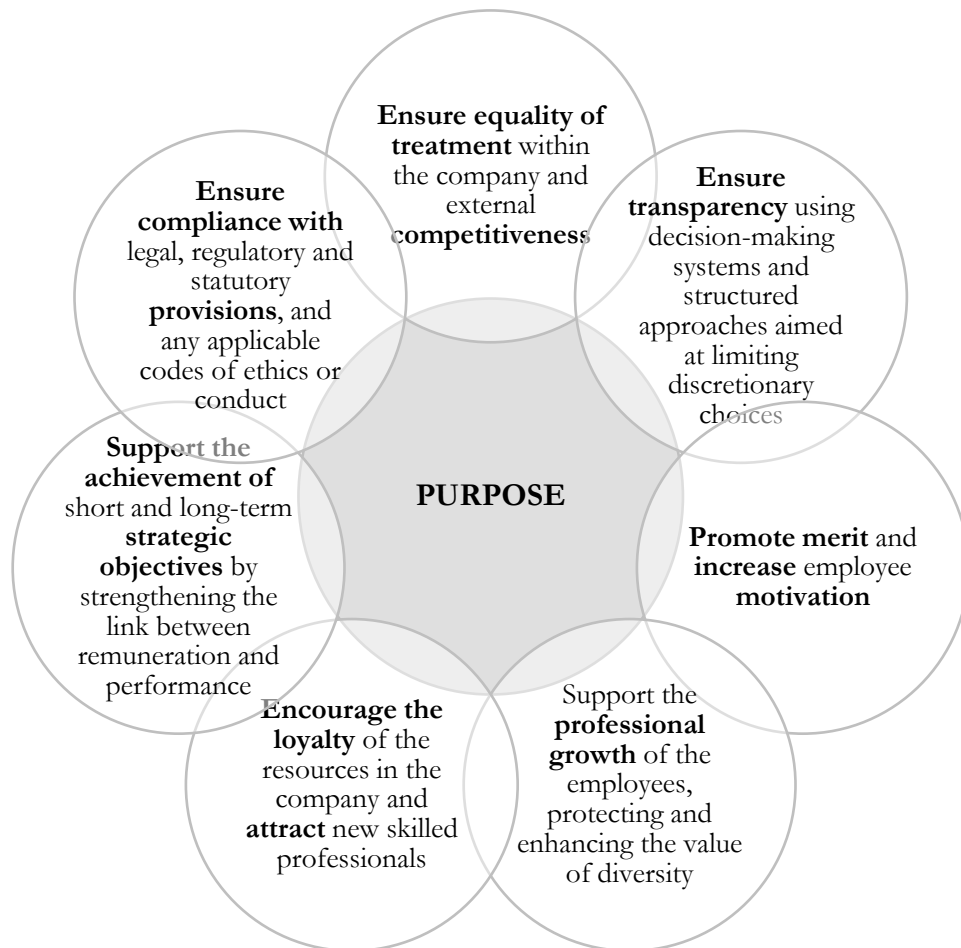 Ensure equality of
treatment within
the company and
external
competitiveness
Ensure
transparency using
decision-making
systems and
structured
approaches aimed
at limiting
discretionary
choices
Promote merit and
increase employee
motivation
Support the
professional
growth of the
employees,
protecting and
enhancing the value
of diversity
Encourage the
loyalty of the
resources in the
company and
attract new skilled
professionals
Support the
achievement of
short and long-term
strategic
objectives by
strengthening the
link between
remuneration and
performance
Ensure
compliance with
legal, regulatory and
statutory
provisions, and
any applicable
codes of ethics or
conduct
PURPOSE